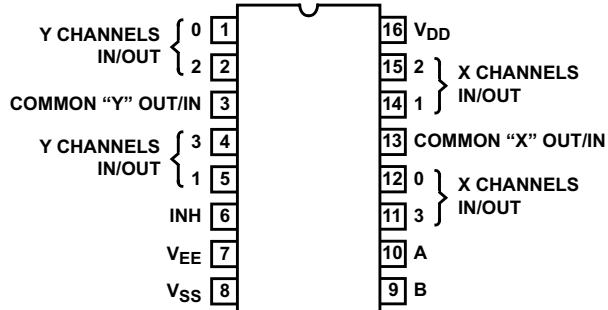 Y CHANNELS
IN/OUT
0 1
2 2
COMMON “Y” OUT/IN 3
Y CHANNELS
IN/OUT
3 4
1 5
INH 6
VEE 7
VSS 8
16 VDD
15 2
14 1
X CHANNELS
IN/OUT
13 COMMON “X” OUT/IN
12 0
11 3
X CHANNELS
IN/OUT
10 A
9 B